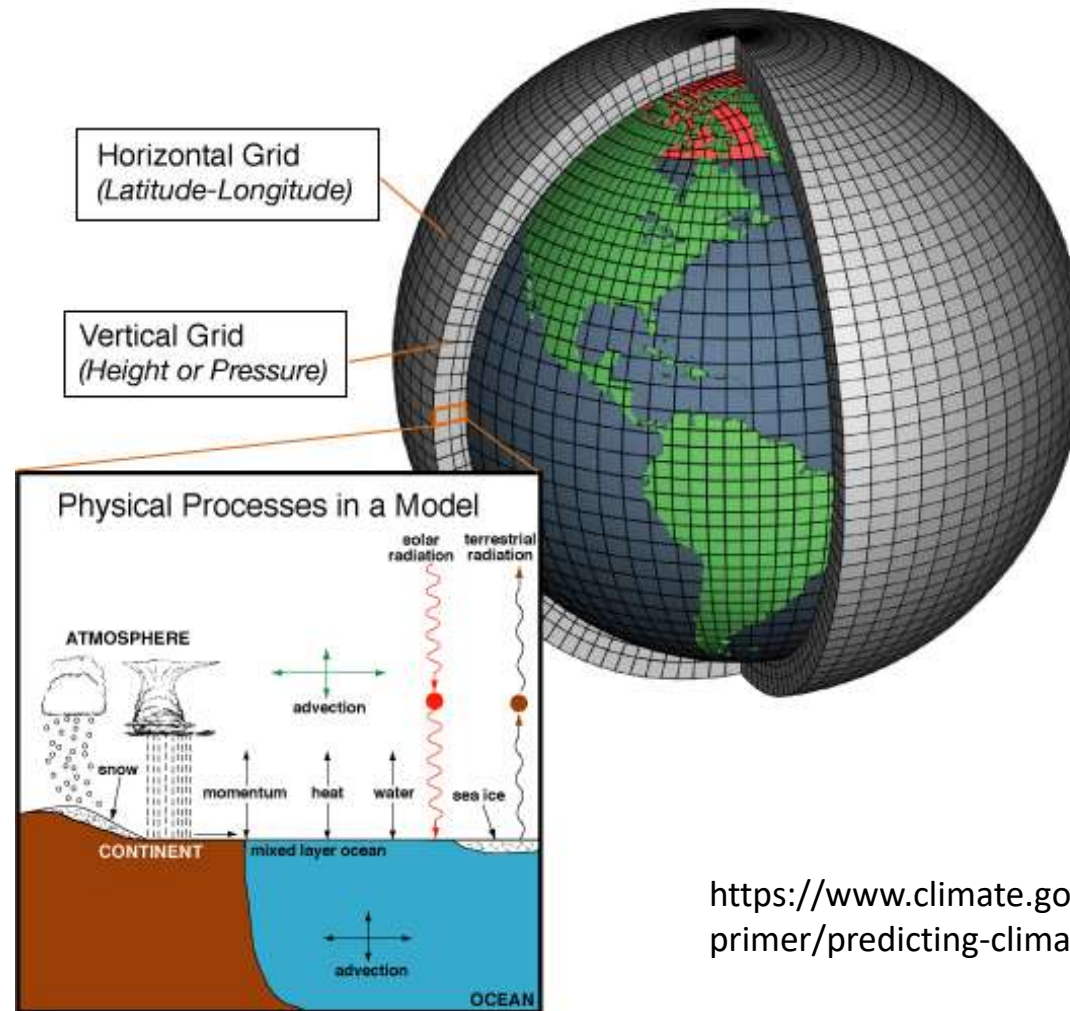 Horizontal Grid
(Latitude-Longitude)
Vertical Grid
(Height or Pressure)
Physical Processes in a Model
solar
radiation
terrestrial
radiation
ATMOSPHERE
advection
snow
momentum
heat
water
sea ice
CONTINENT
mixed layer ocean
advection
OCEAN
https://www.climate.go
primer/predicting-clima